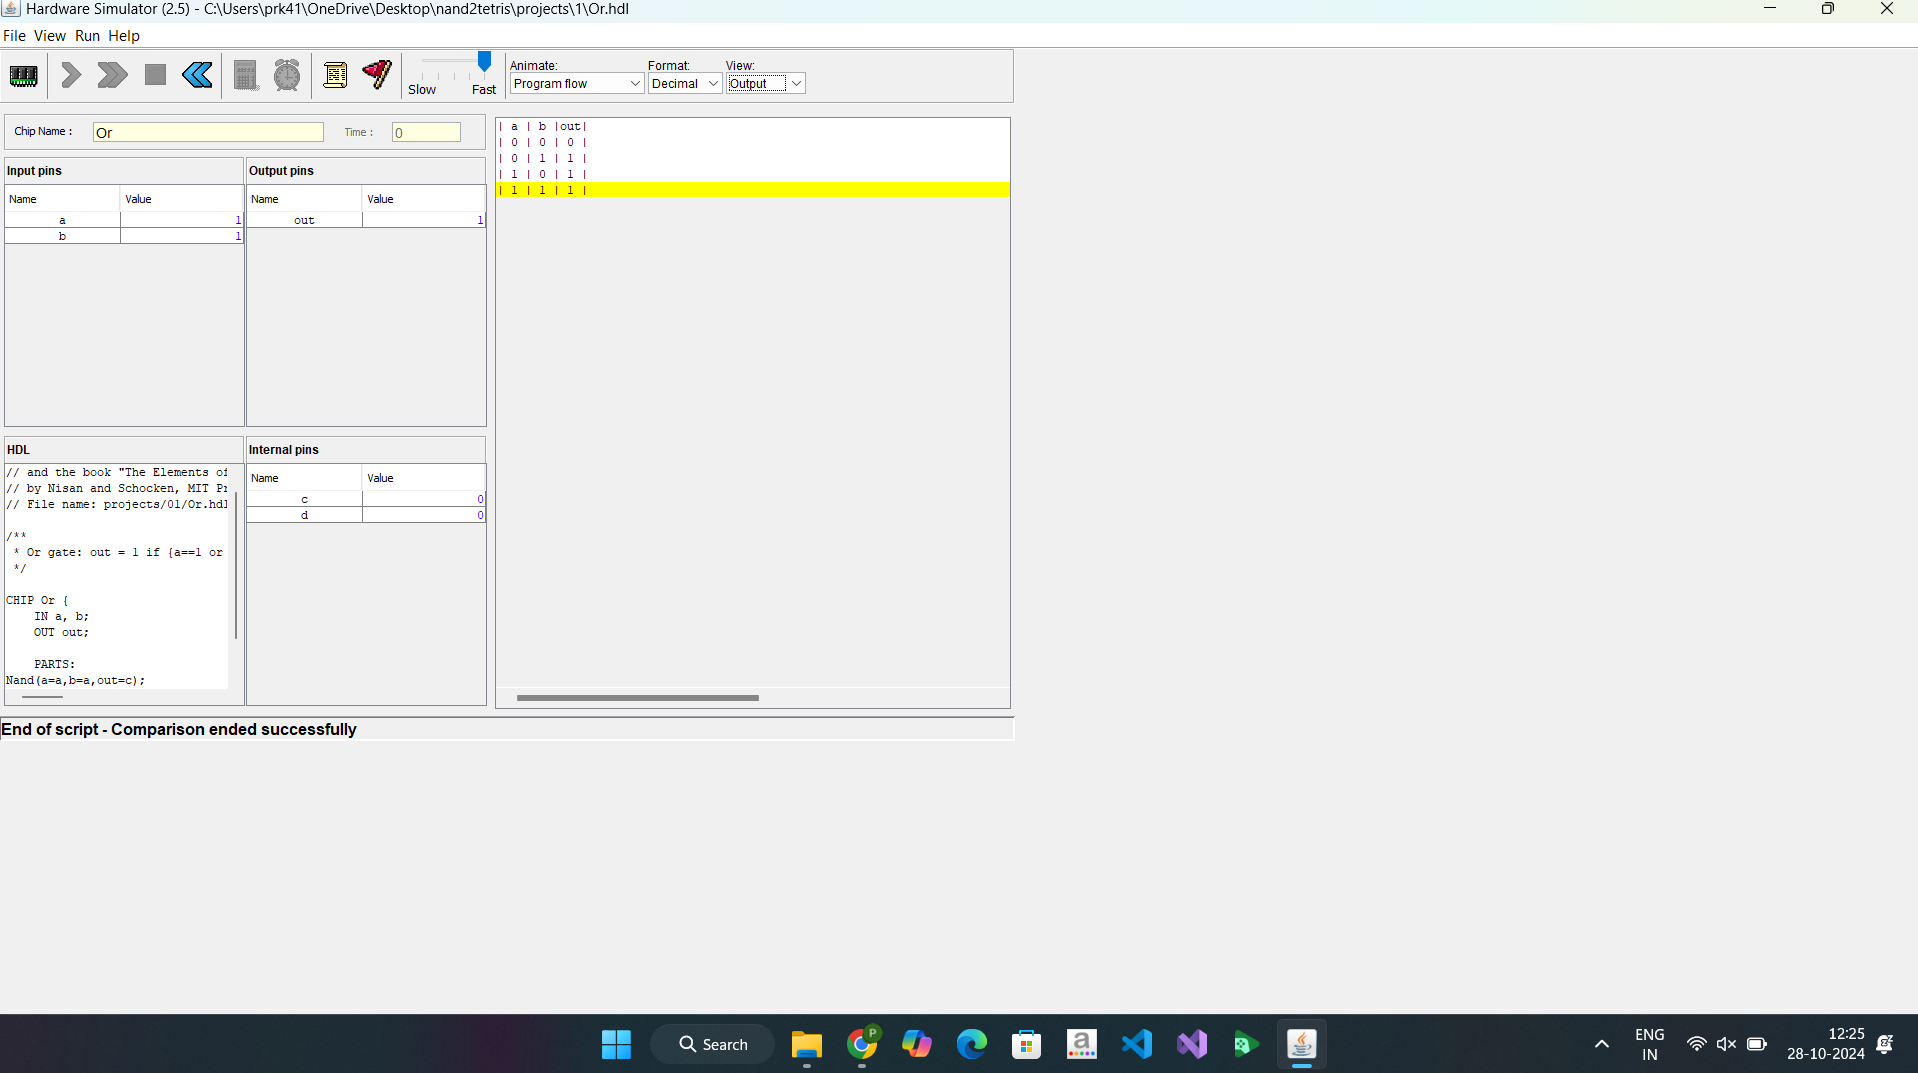 Hardware Simulator (2.5) - C:\Users\prk41\OneDrive\Desktop\nand2tetris\projects\1\Or.hdl
File View Run Help
Slow Fast
Animate:
Program flow
Format:
Decimal
View:
Output
Chip Name :
Or
Time :
0
Input pins
Name Value
a 1
b 1
Output pins
Name Value
out 1
| a | b |out|
| 0 | 0 | 0 |
| 0 | 1 | 1 |
| 1 | 0 | 1 |
| 1 | 1 | 1 |
HDL
// and the book "The Elements of
// by Nisan and Schocken, MIT Pr
// File name: projects/01/Or.hdl
/**
* Or gate: out = 1 if {a==1 or
*/
CHIP Or {
IN a, b;
OUT out;
PARTS:
Nand(a=a,b=a,out=c);
Internal pins
Name Value
c 0
d 0
End of script - Comparison ended successfully
Search
P
a
ENG
IN
12:25
28-10-2024